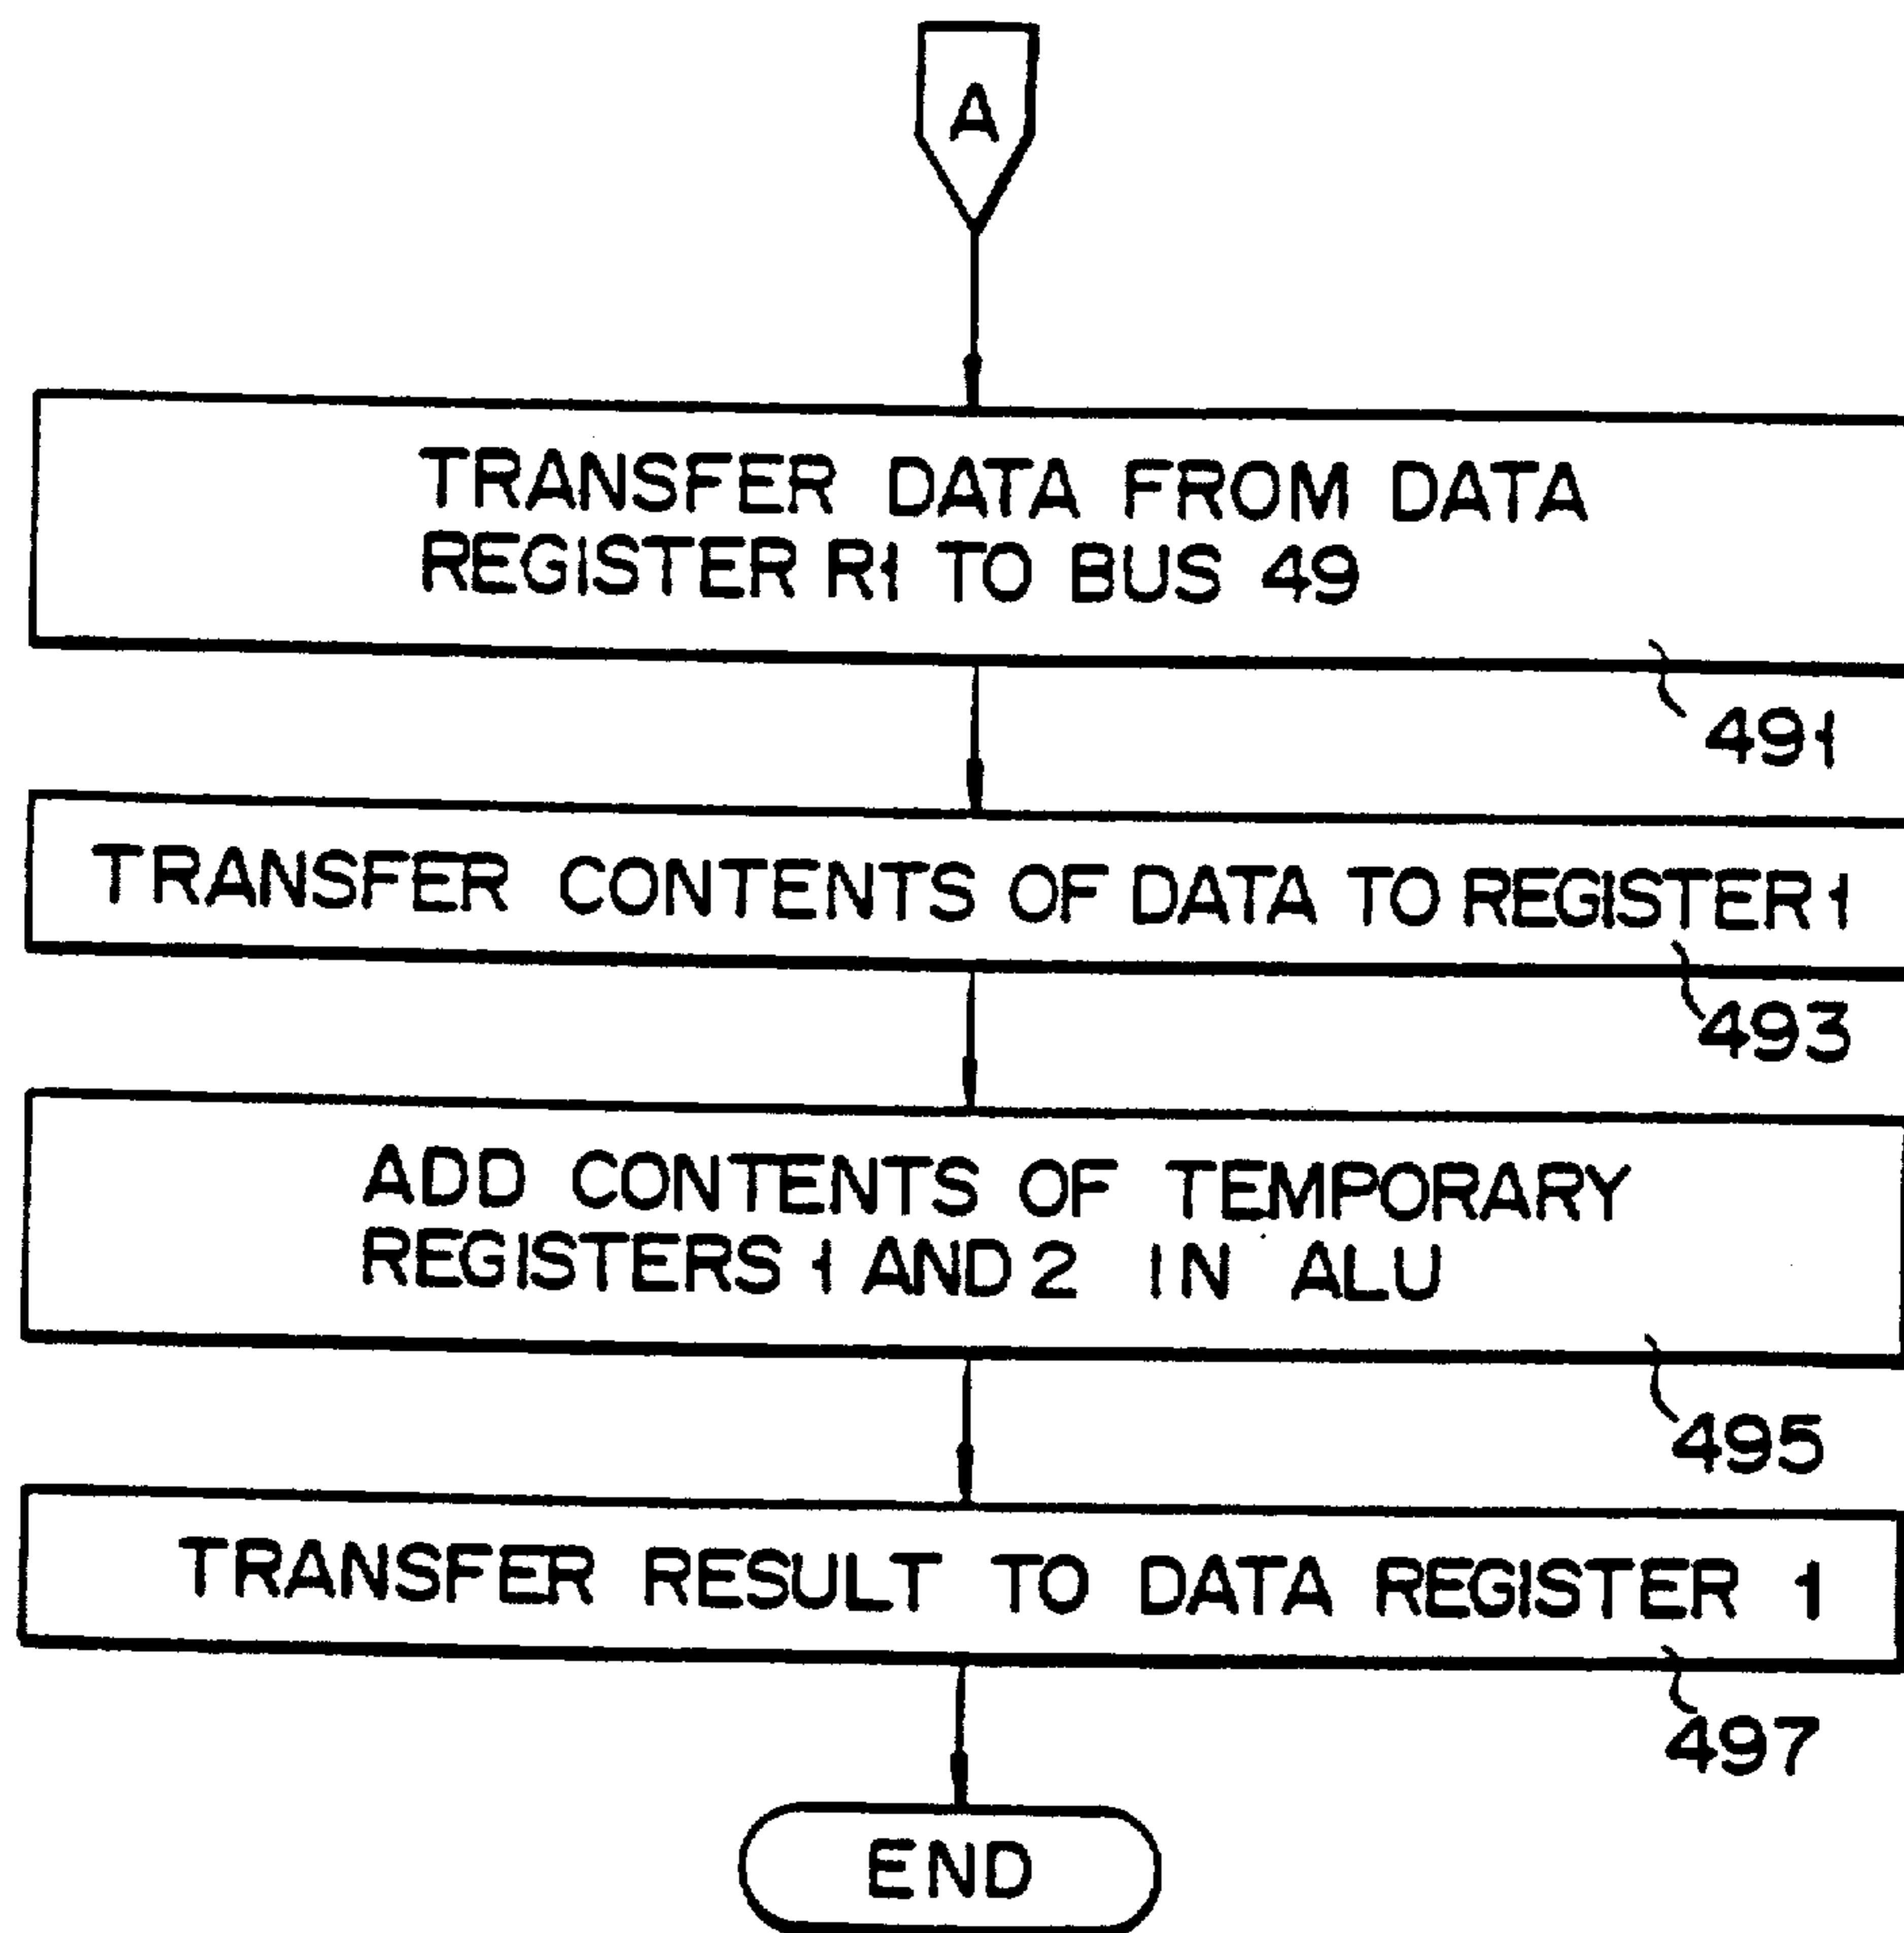 A
TRANSFER DATA FROM DATA
REGISTER R1 TO BUS 49
491
TRANSFER CONTENTS OF DATA TO REGISTER 1
493
ADD CONTENTS OF TEMPORARY
REGISTERS 1 AND 2 IN ALU
495
TRANSFER RESULT TO DATA REGISTER 1
497
END